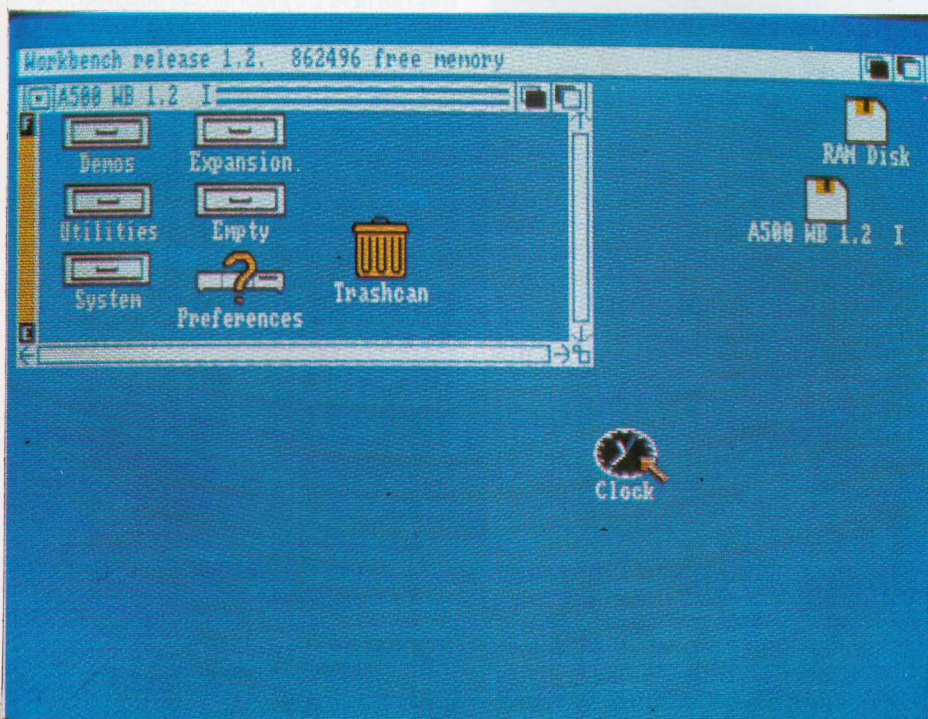 Workbench release 1.2. 862496 free memory
A500 WB 1.2 I
Demos Expansion
Utilities Empty
System
Preferences
Trashcan
RAM Disk
A500 WB 1.2 I
Clock